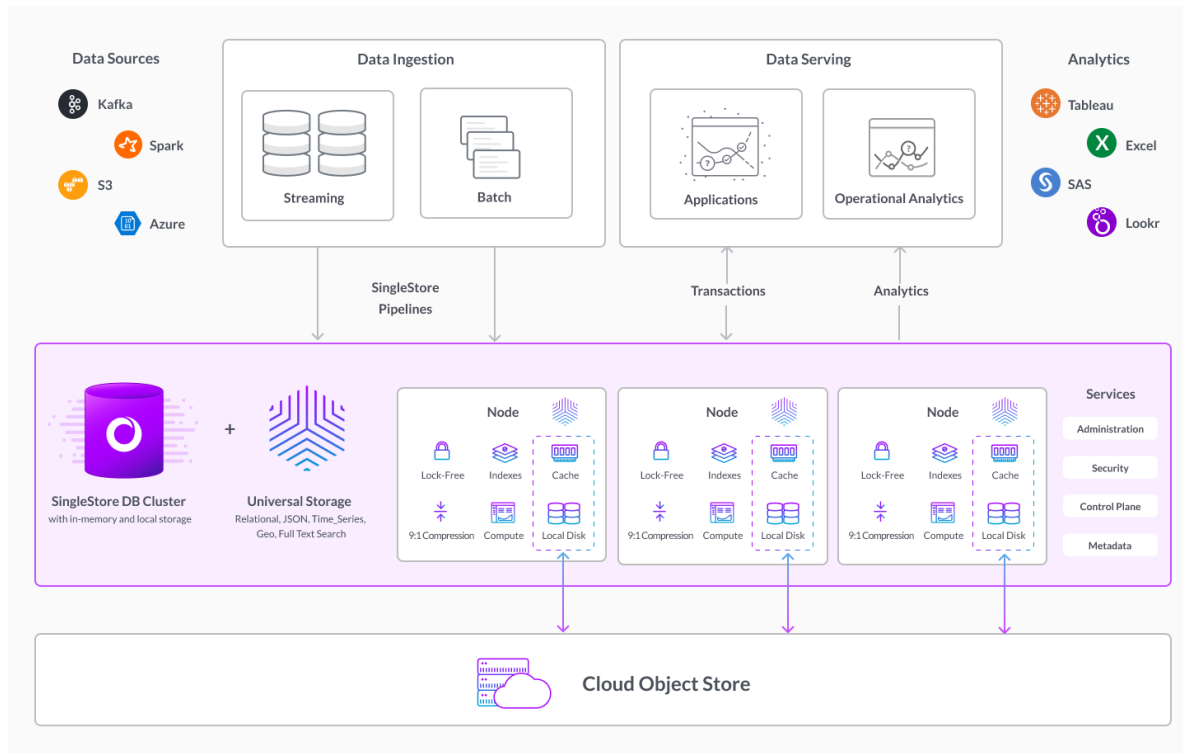 Data Sources
Kafka
Spark
S3
Azure
Data Ingestion
Streaming
Batch
Data Serving
Applications
Operational Analytics
Analytics
Tableau
Excel
SAS
Lookr
SingleStore
Pipelines
Transactions
Analytics
SingleStore DB Cluster
with in-memory and local storage
+
Universal Storage
Relational, JSON, Time_Series,
Geo, Full Text Search
Node
Lock-Free
Indexes
Cache
9:1 Compression
Compute
Local Disk
Node
Lock-Free
Indexes
Cache
9:1 Compression
Compute
Local Disk
Node
Lock-Free
Indexes
Cache
9:1 Compression
Compute
Local Disk
Services
Administration
Security
Control Plane
Metadata
Cloud Object Store